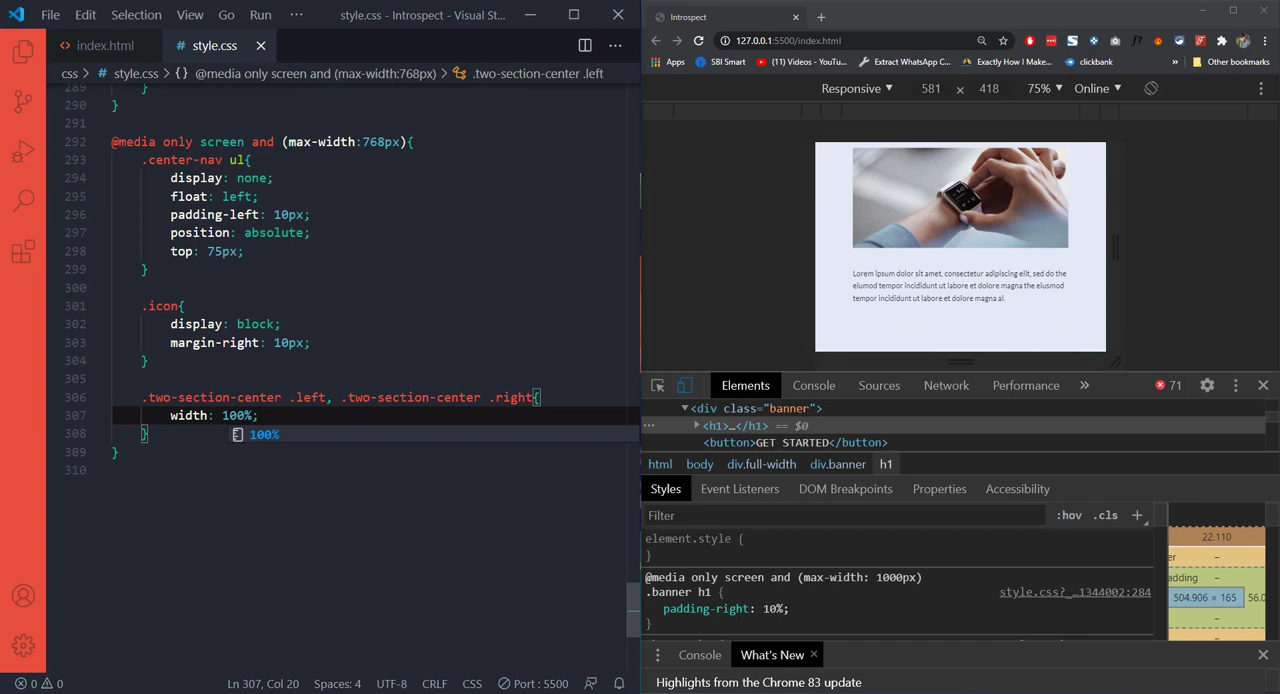 File Edit Selection View Go Run ··· style.css - Introspect - Visual St...
index.html style.css
css > style.css > {} @media only screen and (max-width:768px) > .two-section-center .left
289 }
290 }
291
292 @media only screen and (max-width:768px){
293 .center-nav ul{
294 display: none;
295 float: left;
296 padding-left: 10px;
297 position: absolute;
298 top: 75px;
299 }
300
301 .icon{
302 display: block;
303 margin-right: 10px;
304 }
305
306 .two-section-center .left, .two-section-center .right{
307 width: 100%;
308 }
100%
309 }
310
0 0 Ln 307, Col 20 Spaces: 4 UTF-8 CRLF CSS Port : 5500
Introspect
127.0.0.1:5500/index.html
Apps SBI Smart (11) Videos - YouTu... Extract WhatsApp C... Exactly How I Make... clickbank » Other bookmarks
Responsive 581 × 418 75% Online
Lorem ipsum dolor sit amet, consectetur adipiscing elit, sed do the
eiusmod tempor incididunt ut labore et dolore magna the eiusmod
tempor incididunt ut labore et dolore magna al.
Elements Console Sources Network Performance » 71
<div class="banner">
<h1>…</h1> == $0
<button>GET STARTED</button>
html body div.full-width div.banner h1
Styles Event Listeners DOM Breakpoints Properties Accessibility
Filter :hov .cls +
element.style {
}
@media only screen and (max-width: 1000px)
.banner h1 { style.css?_…1344002:284
padding-right: 10%;
}
22.110
er –
adding –
504.906 × 165 56.0
–
–
Console What's New
Highlights from the Chrome 83 update